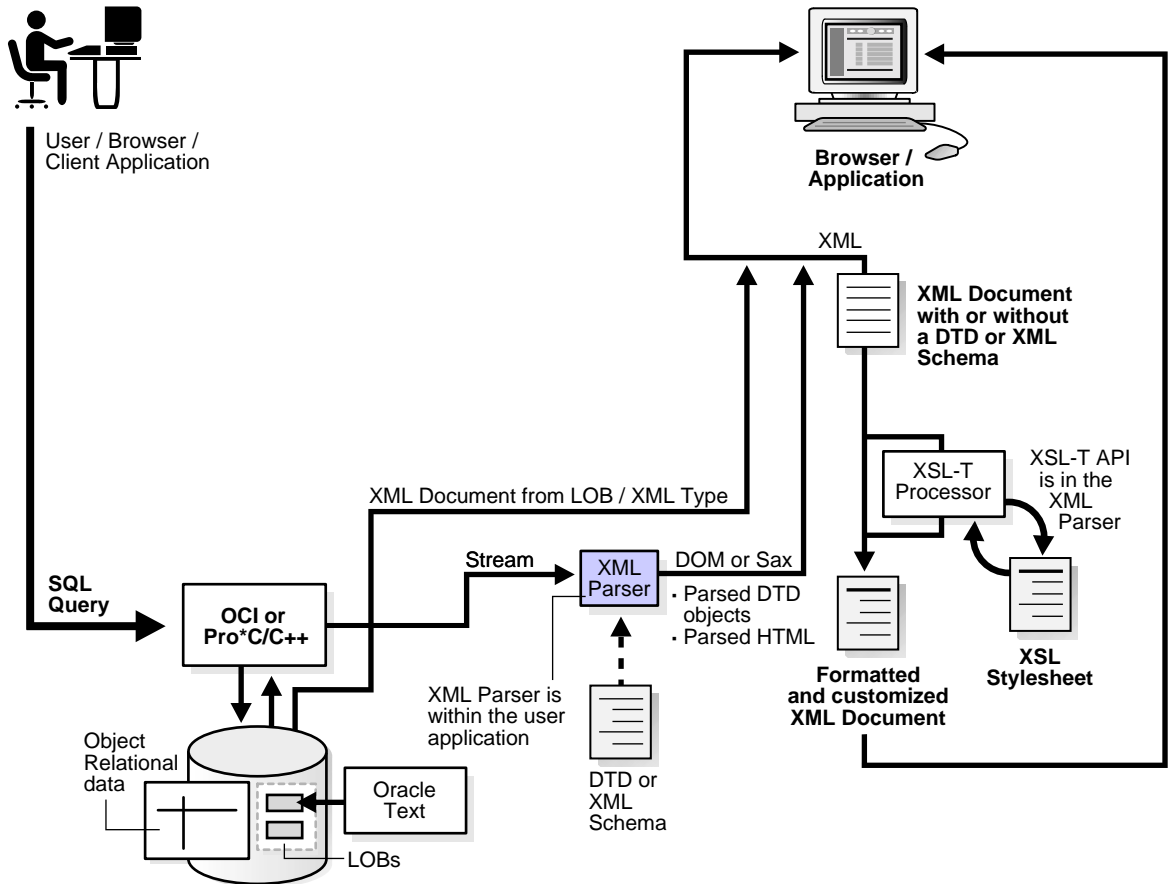 User / Browser /
Client Application
Browser /
Application
XML
XML Document
with or without
a DTD or XML
Schema
XSL-T
Processor
XSL-T API
is in the
XML
Parser
XML Document from LOB / XML Type
SQL
Query
OCI or
Pro*C/C++
Stream
XML
Parser
DOM or Sax
· Parsed DTD
objects
· Parsed HTML
Formatted
and customized
XML Document
XSL
Stylesheet
XML Parser is
within the user
application
Object
Relational
data
Oracle
Text
DTD or
XML
Schema
LOBs